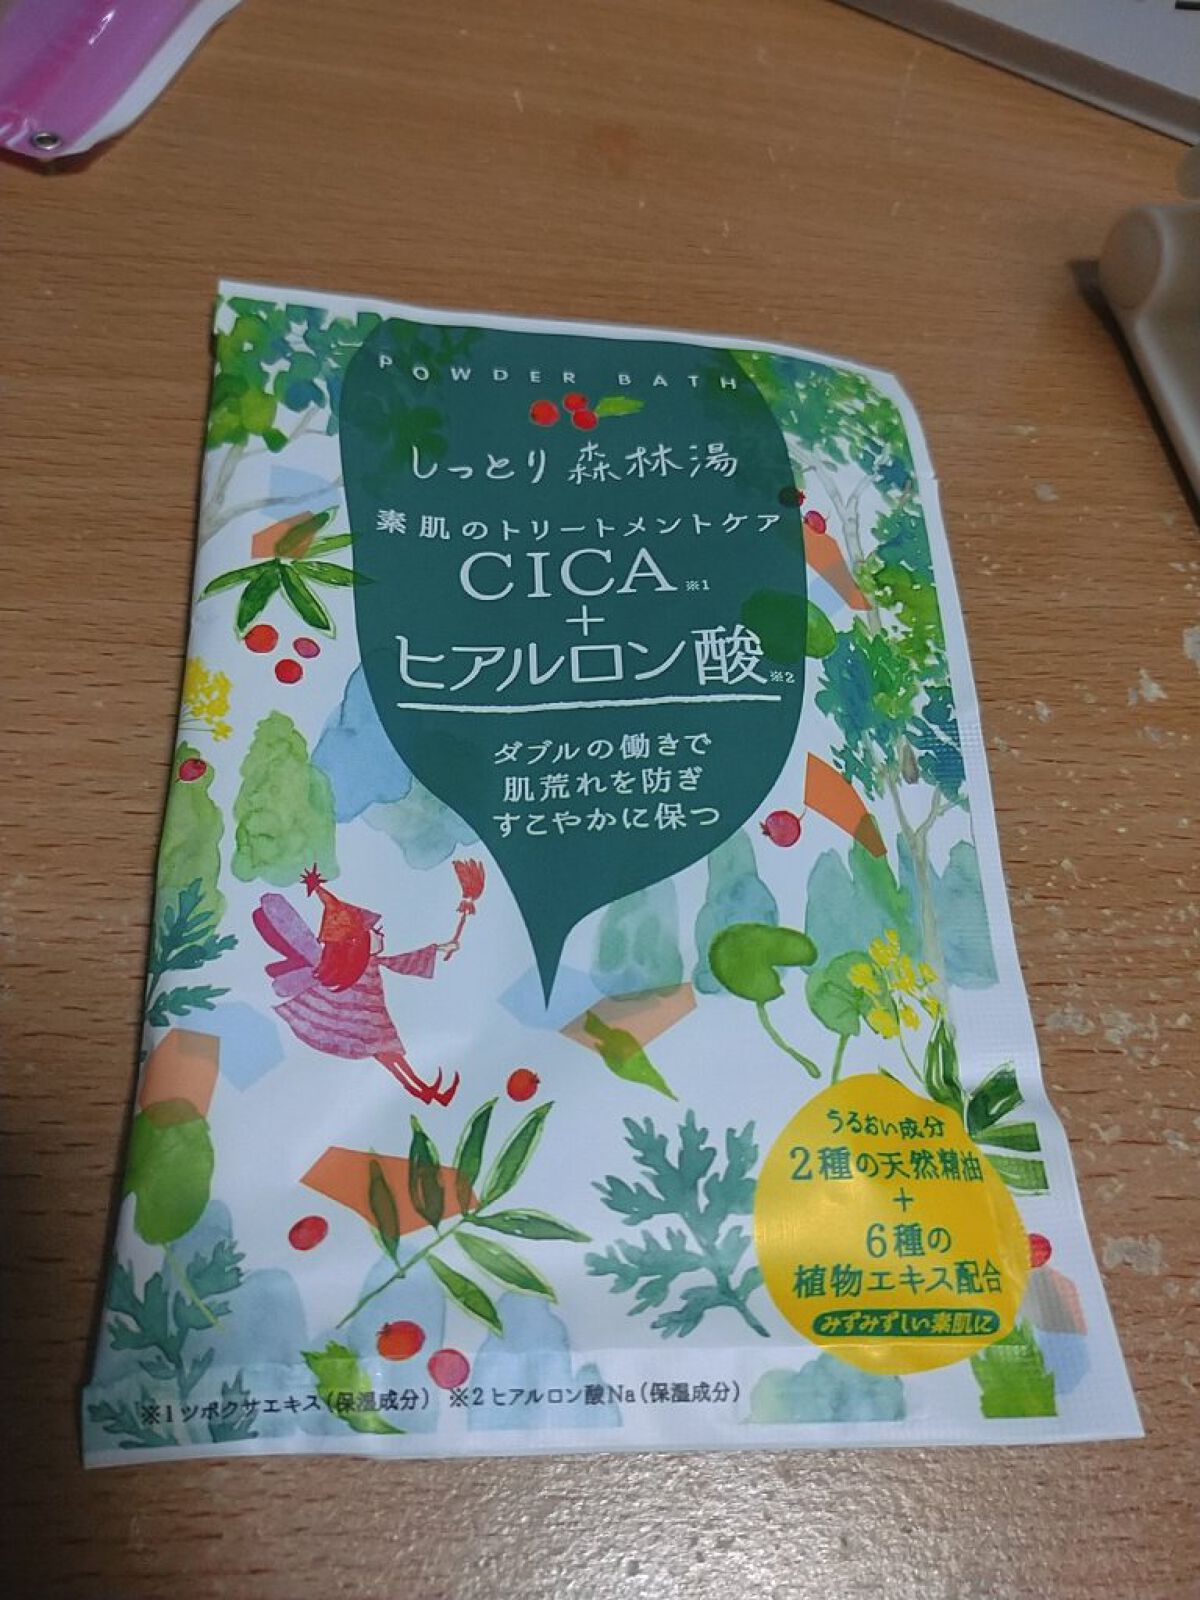 POWDER BATH
しっとり森林湯
素肌のトリートメントケア
CICA※1
+
ヒアルロン酸※2
ダブルの働きで
肌荒れを防ぎ
すこやかに保つ
うるおい成分
2種の天然精油
+
6種の
植物エキス配合
みずみずしい素肌に
※1ツボクサエキス(保湿成分) ※2ヒアルロン酸Na(保湿成分)